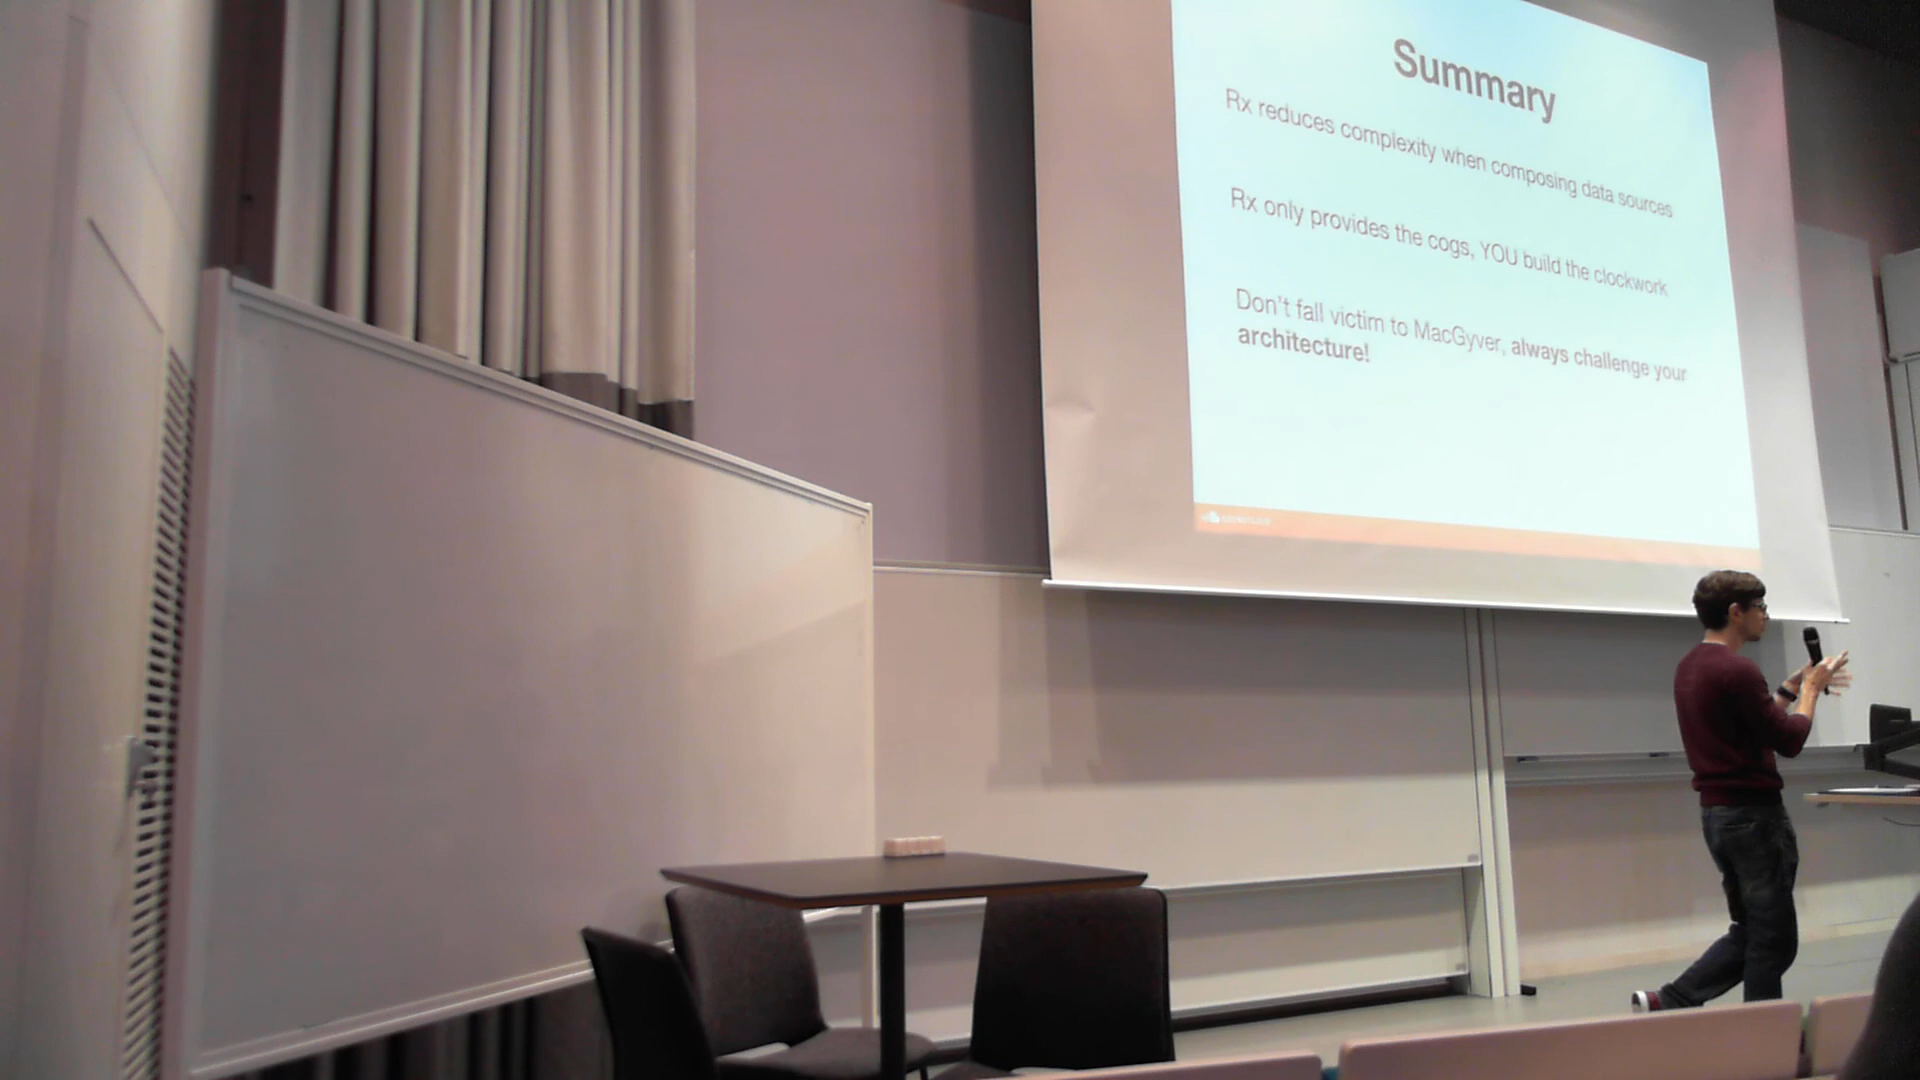 Summary
Rx reduces complexity when composing data sources
Rx only provides the cogs, YOU build the clockwork
Don't fall victim to MacGyver, always challenge your
architecture!